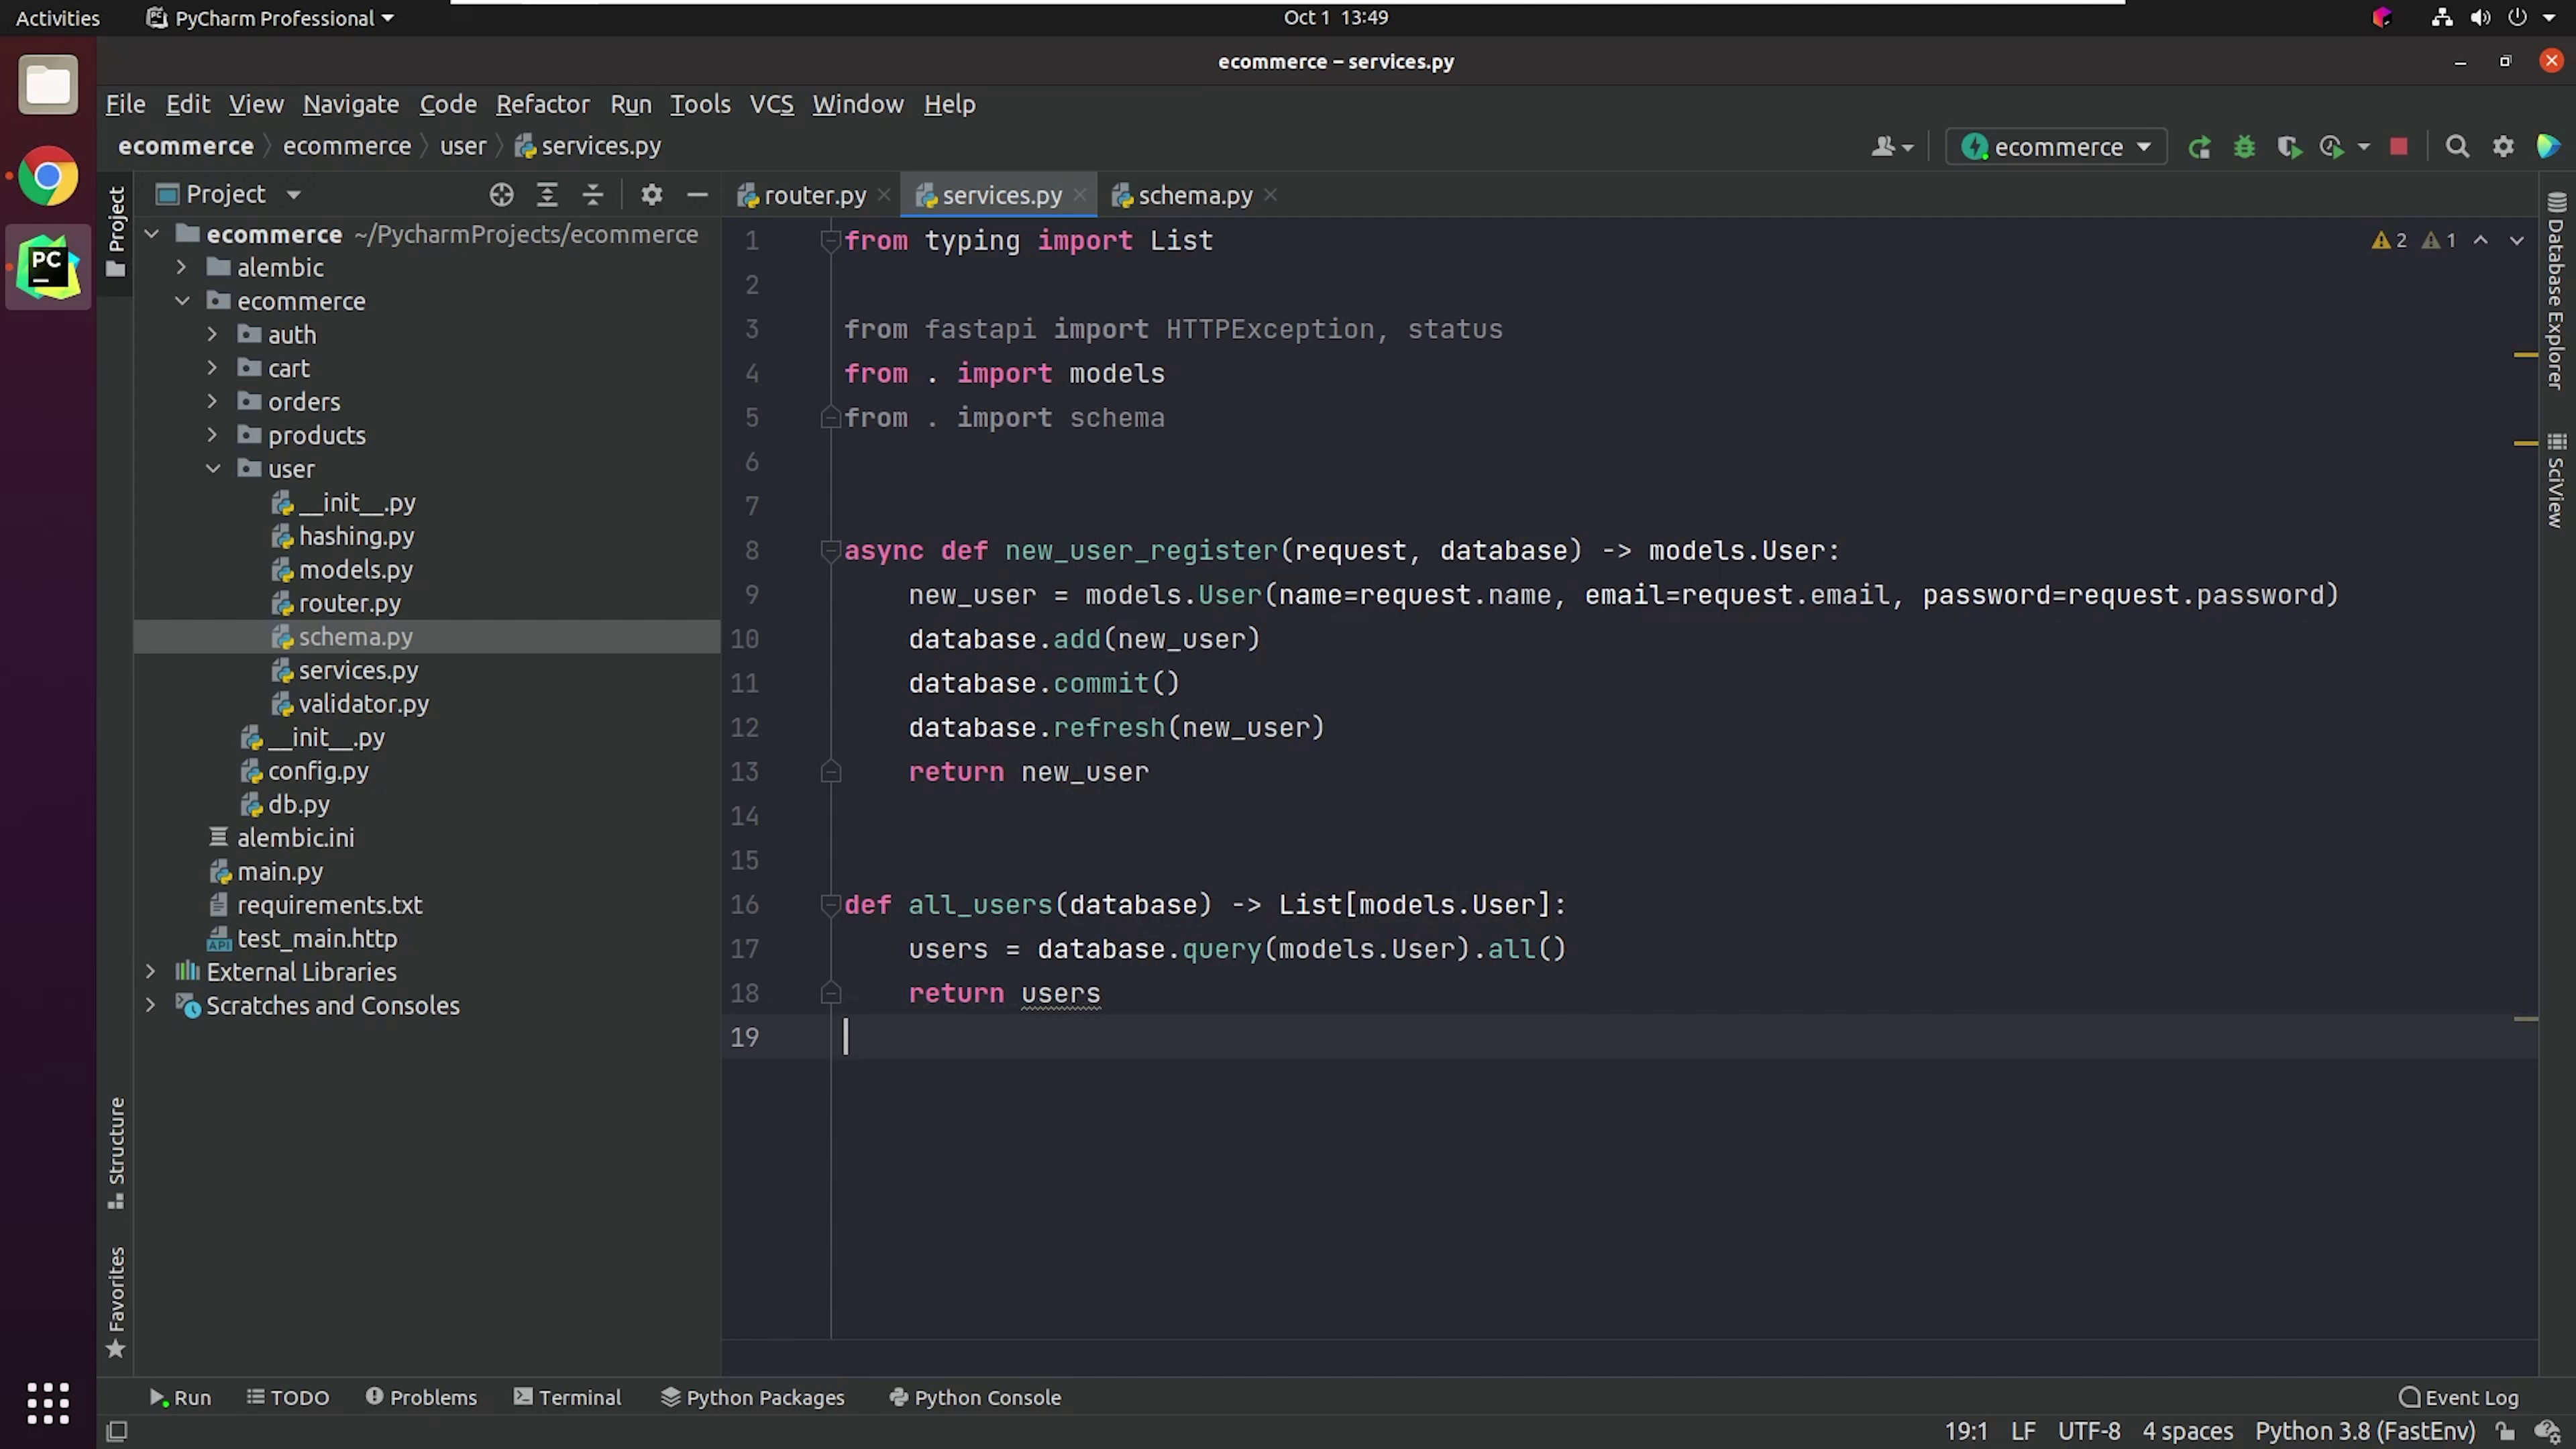 Activities PyCharm Professional Oct 1 13:49
ecommerce – services.py
File Edit View Navigate Code Refactor Run Tools VCS Window Help
ecommerce ecommerce user services.py ecommerce
Project router.py services.py schema.py
Project
ecommerce ~/PycharmProjects/ecommerce
alembic
ecommerce
auth
cart
orders
products
user
__init__.py
hashing.py
models.py
router.py
schema.py
services.py
validator.py
__init__.py
config.py
db.py
alembic.ini
main.py
requirements.txt
API test_main.http
External Libraries
Scratches and Consoles
Structure
Favorites
PC
1 from typing import List
2
3 from fastapi import HTTPException, status
4 from . import models
5 from . import schema
6
7
8 async def new_user_register(request, database) -> models.User:
9 new_user = models.User(name=request.name, email=request.email, password=request.password)
10 database.add(new_user)
11 database.commit()
12 database.refresh(new_user)
13 return new_user
14
15
16 def all_users(database) -> List[models.User]:
17 users = database.query(models.User).all()
18 return users
19
2 1
Database Explorer
SciView
Run TODO Problems Terminal Python Packages Python Console Event Log
19:1 LF UTF-8 4 spaces Python 3.8 (FastEnv)